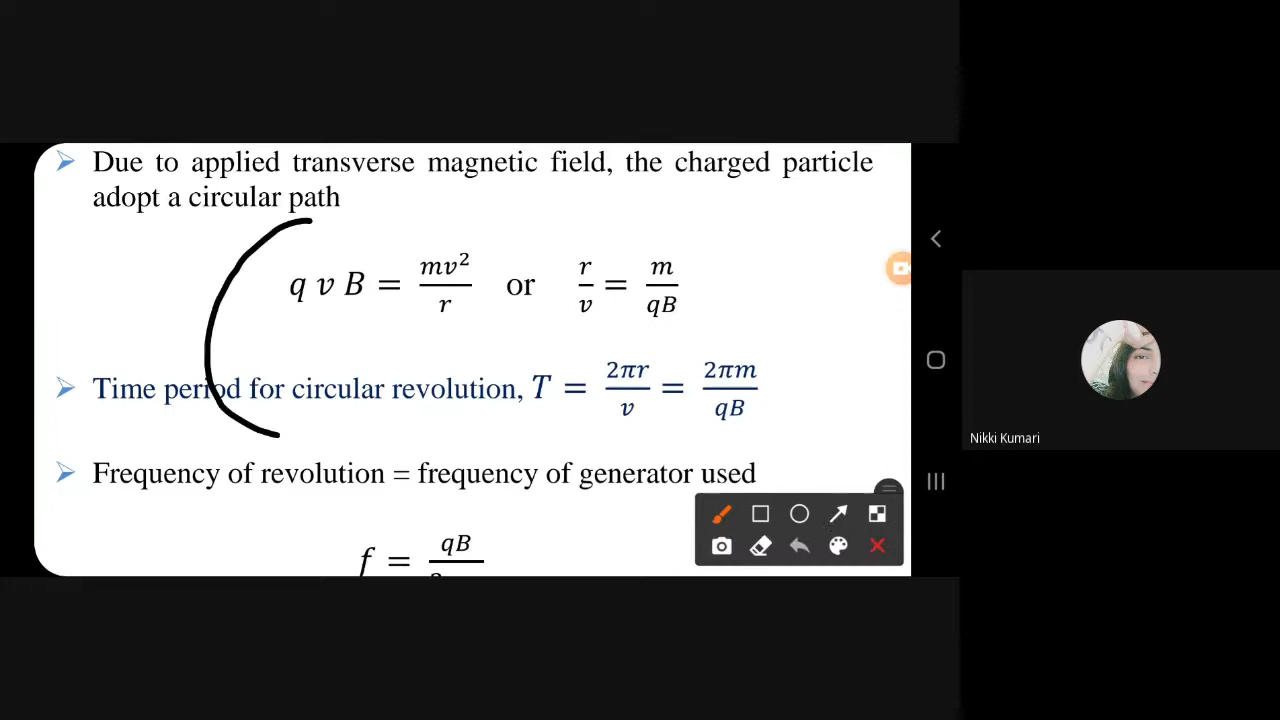 Due to applied transverse magnetic field, the charged particle
adopt a circular path
q v B = mv²/r or r/v = m/qB
Time period for circular revolution, T = 2πr/v = 2πm/qB
Frequency of revolution = frequency of generator used
f = qB
Nikki Kumari